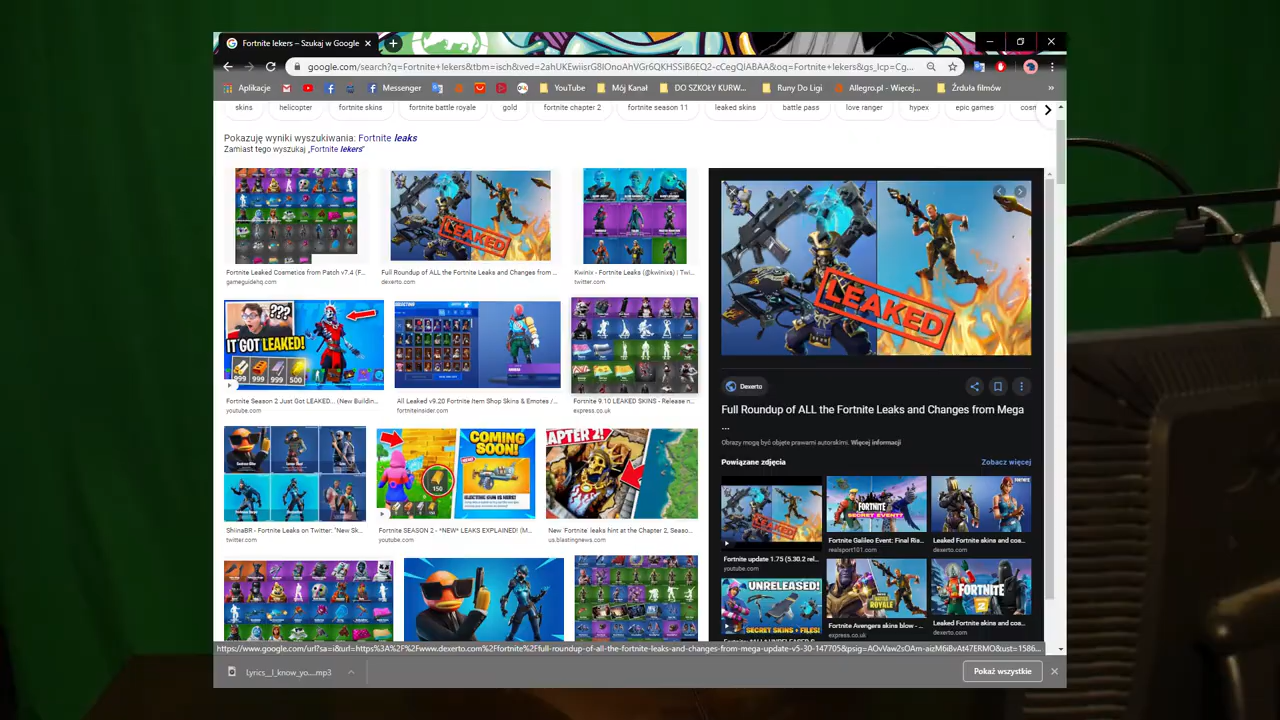 Fortnite lekers – Szukaj w Google
google.com/search?q=Fortnite+lekers&tbm=isch&ved=2ahUKEwiisrG8lOnoAhVGr6QKHSSiB6EQ2-cCegQIABAA&oq=Fortnite+lekers&gs_lcp=Cg...
Aplikacje
Messenger
YouTube
Mój Kanał
DO SZKOŁY KURW...
Runy Do Ligi
Allegro.pl - Więcej...
Źrduła filmów
skins
helicopter
fortnite skins
fortnite battle royale
gold
fortnite chapter 2
fortnite season 11
leaked skins
battle pass
love ranger
hypex
epic games
Pokazuję wyniki wyszukiwania: Fortnite leaks
Zamiast tego wyszukaj „Fortnite lekers”
LEAKED
Fortnite Leaked Cosmetics from Patch v7.4 (F...
gameguidehq.com
Full Roundup of ALL the Fortnite Leaks and Changes from ...
dexerto.com
Kwinix - Fortnite Leaks (@kwinixs) | Twi...
twitter.com
???
IT GOT LEAKED!
999 999 999 500
Fortnite Season 2 Just Got LEAKED... (New Buildin...
youtube.com
All Leaked v9.20 Fortnite Item Shop Skins & Emotes /...
fortniteinsider.com
Fortnite 9.10 LEAKED SKINS - Release n...
express.co.uk
ShiinaBR - Fortnite Leaks on Twitter: "New Sk...
twitter.com
150
COMING SOON!
Fortnite SEASON 2 - *NEW* LEAKS EXPLAINED! (M...
youtube.com
APTER 2!
New 'Fortnite' leaks hint at the Chapter 2, Seaso...
us.blastingnews.com
LEAKED
Dexerto
Full Roundup of ALL the Fortnite Leaks and Changes from Mega
...
Obrazy mogą być objęte prawami autorskimi. Więcej informacji
Powiązane zdjęcia
Zobacz więcej
LEAKED
Fortnite update 1.75 (5.30.2 rel...
youtube.com
FORTNITE
SECRET EVENT?
Fortnite Galileo Event: Final Rie...
realsport101.com
FORTNITE
Leaked Fortnite skins and cos...
dexerto.com
UNRELEASED!
SECRET SKINS + FILES!
BATTLE ROYALE
Fortnite Avengers skins blow - ...
express.co.uk
FORTNITE
2
Leaked Fortnite skins and cos...
dexerto.com
https://www.google.com/url?sa=i&url=https%3A%2F%2Fwww.dexerto.com%2Ffortnite%2Ffull-roundup-of-all-the-fortnite-leaks-and-changes-from-mega-update-v5-30-147705&psig=AOvVaw2sOAm-aizM6iBvAt47ERMO&ust=1586...
Lyrics__I_know_yo....mp3
Pokaż wszystkie